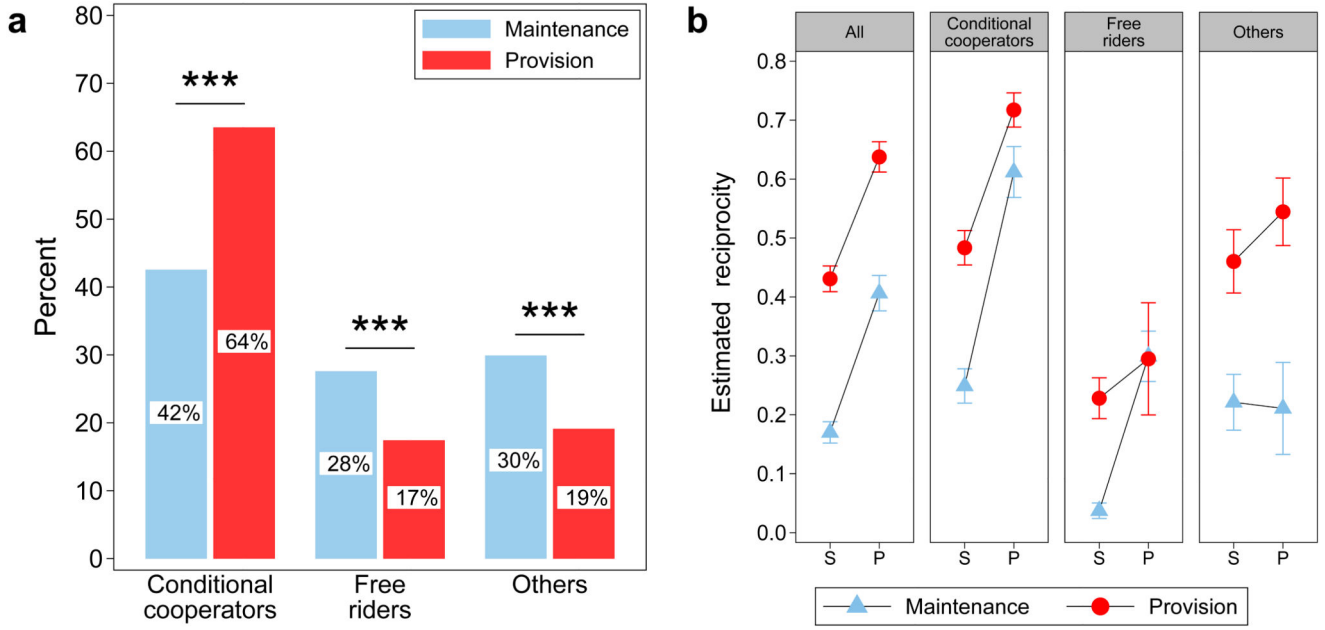 a
80
70
60
50
40
30
20
10
0
Percent
Maintenance
Provision
***
***
***
42%
64%
28%
17%
30%
19%
Conditional
cooperators
Free
riders
Others
b
All
Conditional
cooperators
Free
riders
Others
0.8
0.7
0.6
0.5
0.4
0.3
0.2
0.1
0.0
Estimated reciprocity
S P
S P
S P
S P
Maintenance
Provision